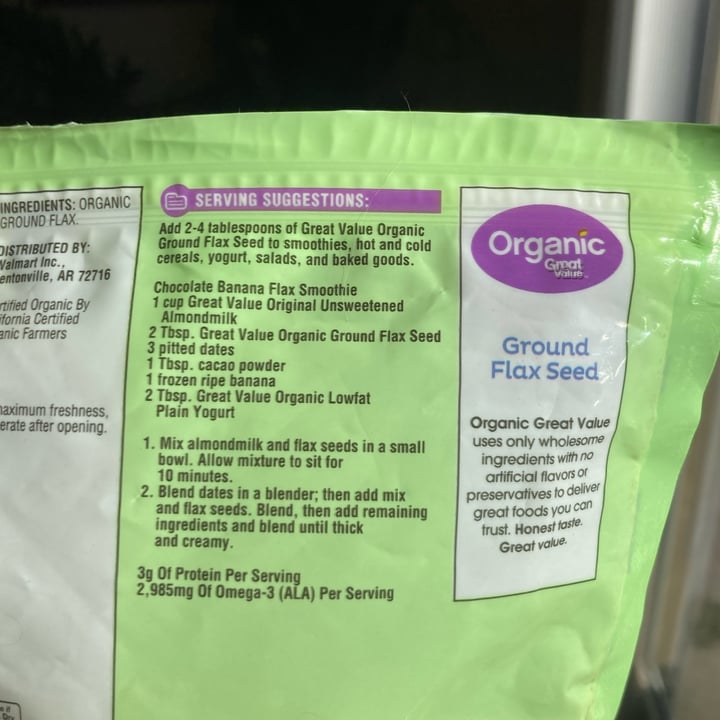 INGREDIENTS: ORGANIC
GROUND FLAX.
DISTRIBUTED BY:
Walmart Inc.,
entonville, AR 72716
rtified Organic By
ifornia Certified
anic Farmers
naximum freshness,
erate after opening.
SERVING SUGGESTIONS:
Add 2-4 tablespoons of Great Value Organic
Ground Flax Seed to smoothies, hot and cold
cereals, yogurt, salads, and baked goods.
Chocolate Banana Flax Smoothie
1 cup Great Value Original Unsweetened
Almondmilk
2 Tbsp. Great Value Organic Ground Flax Seed
3 pitted dates
1 Tbsp. cacao powder
1 frozen ripe banana
2 Tbsp. Great Value Organic Lowfat
Plain Yogurt
1. Mix almondmilk and flax seeds in a small
bowl. Allow mixture to sit for
10 minutes.
2. Blend dates in a blender; then add mix
and flax seeds. Blend, then add remaining
ingredients and blend until thick
and creamy.
3g Of Protein Per Serving
2,985mg Of Omega-3 (ALA) Per Serving
Organic
Great
Value
Ground
Flax Seed
Organic Great Value
uses only wholesome
ingredients with no
artificial flavors or
preservatives to deliver
great foods you can
trust. Honest taste.
Great value.